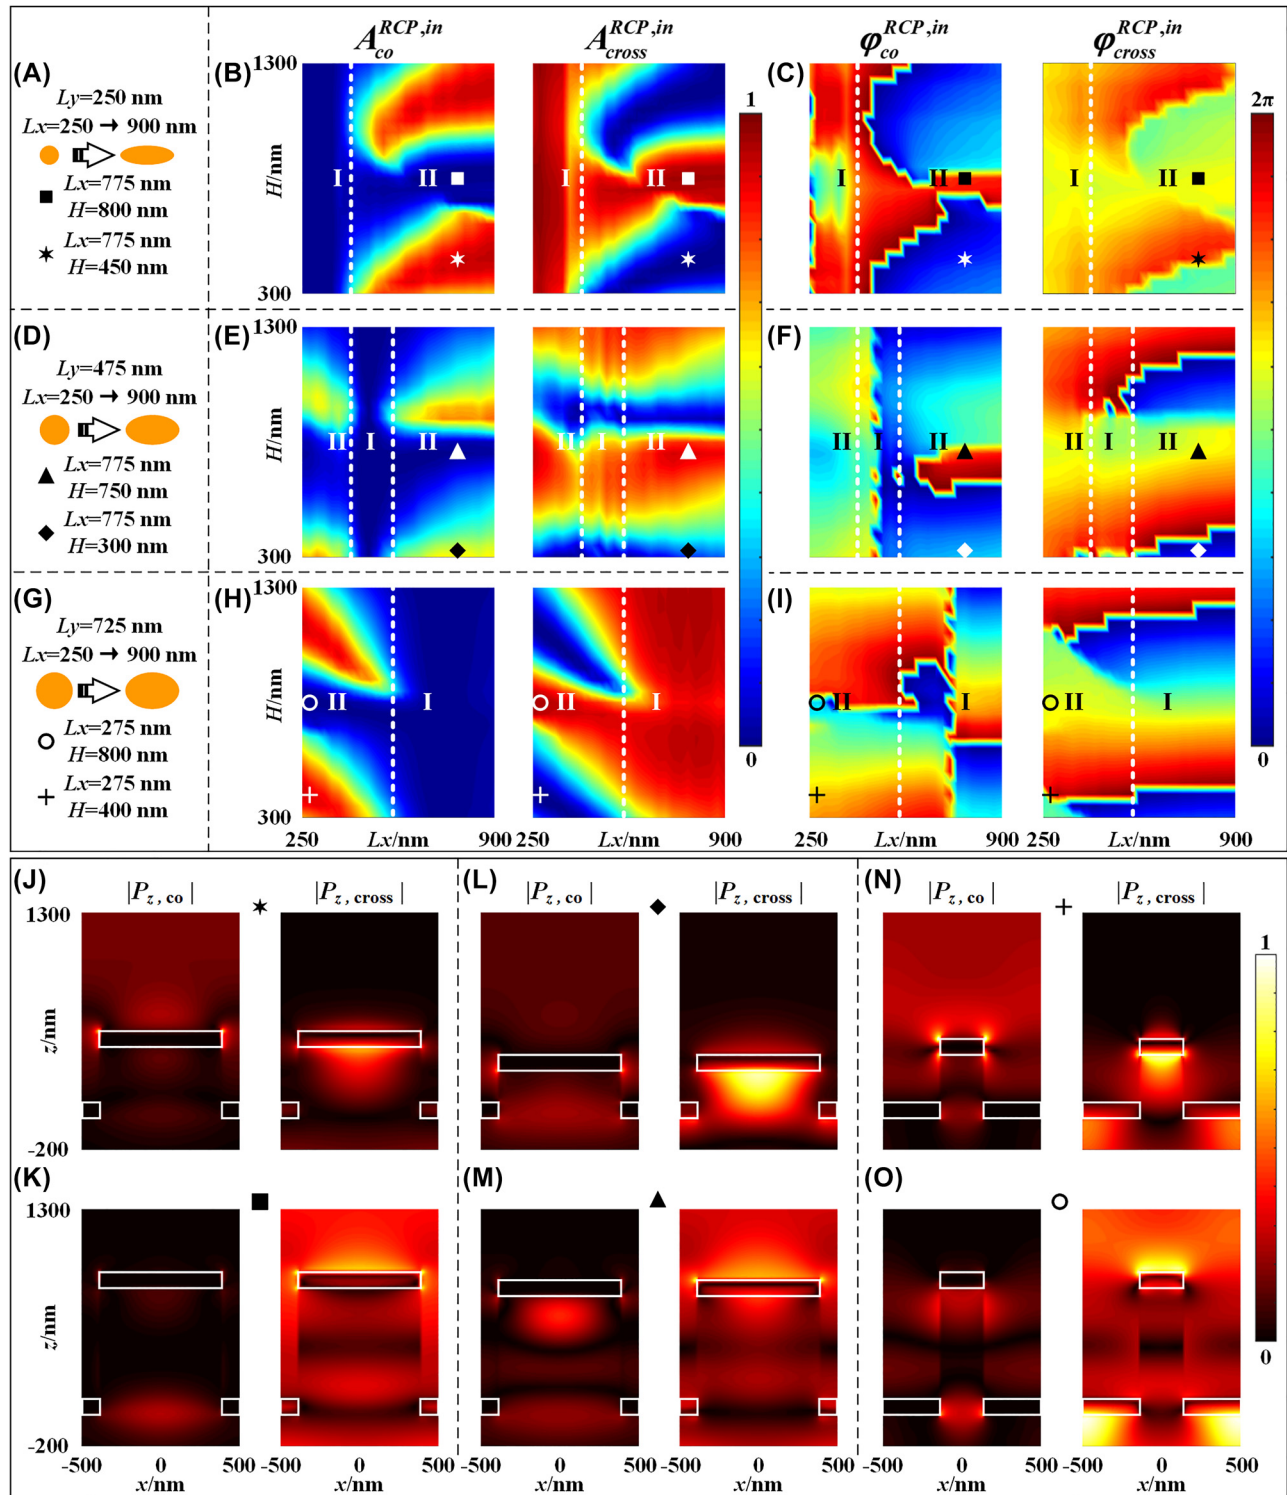 A_co^RCP,in A_cross^RCP,in φ_co^RCP,in φ_cross^RCP,in
(A)
Ly=250 nm
Lx=250 → 900 nm
Lx=775 nm
H=800 nm
Lx=775 nm
H=450 nm
(B)
1300
H/nm
300
I II
I II
1
0
(C)
I II
I II
2π
0
(D)
Ly=475 nm
Lx=250 → 900 nm
Lx=775 nm
H=750 nm
Lx=775 nm
H=300 nm
(E)
1300
H/nm
300
II I II
II I II
(F)
II I II
II I II
(G)
Ly=725 nm
Lx=250 → 900 nm
Lx=275 nm
H=800 nm
Lx=275 nm
H=400 nm
(H)
1300
H/nm
300
II I
II I
(I)
II I
II I
250 Lx/nm 900 250 Lx/nm 900 250 Lx/nm 900 250 Lx/nm 900
(J) (L) (N)
|P_z,co| |P_z,cross| |P_z,co| |P_z,cross| |P_z,co| |P_z,cross|
1300
z/nm
-200
1
0
(K) (M) (O)
1300
z/nm
-200
-500 0 500 -500 0 500 -500 0 500 -500 0 500 -500 0 500 -500 0 500
x/nm x/nm x/nm x/nm x/nm x/nm